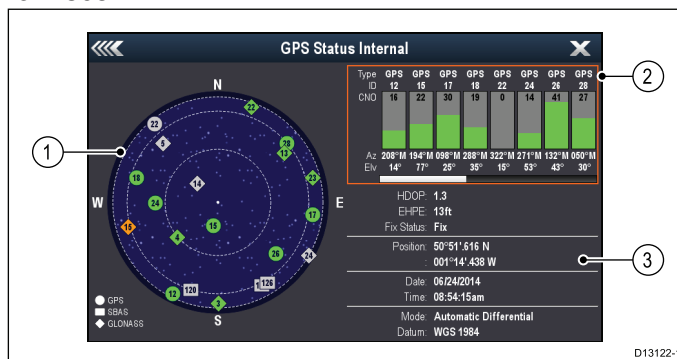 GPS Status Internal
1
N
W
E
S
22
22
5
28
13
18
14
23
24
17
15
15
4
26
24
12
120
126
3
GPS
SBAS
GLONASS
Type GPS GPS GPS GPS GPS GPS GPS GPS
ID 12 15 17 18 22 24 26 28
CNO 16 22 30 19 0 14 41 27
Az 208°M 194°M 098°M 288°M 322°M 271°M 132°M 050°M
Elv 14° 77° 25° 35° 15° 53° 43° 30°
2
HDOP: 1.3
EHPE: 13ft
Fix Status: Fix
Position: 50°51'.616 N
: 001°14'.438 W
3
Date: 06/24/2014
Time: 08:54:15am
Mode: Automatic Differential
Datum: WGS 1984